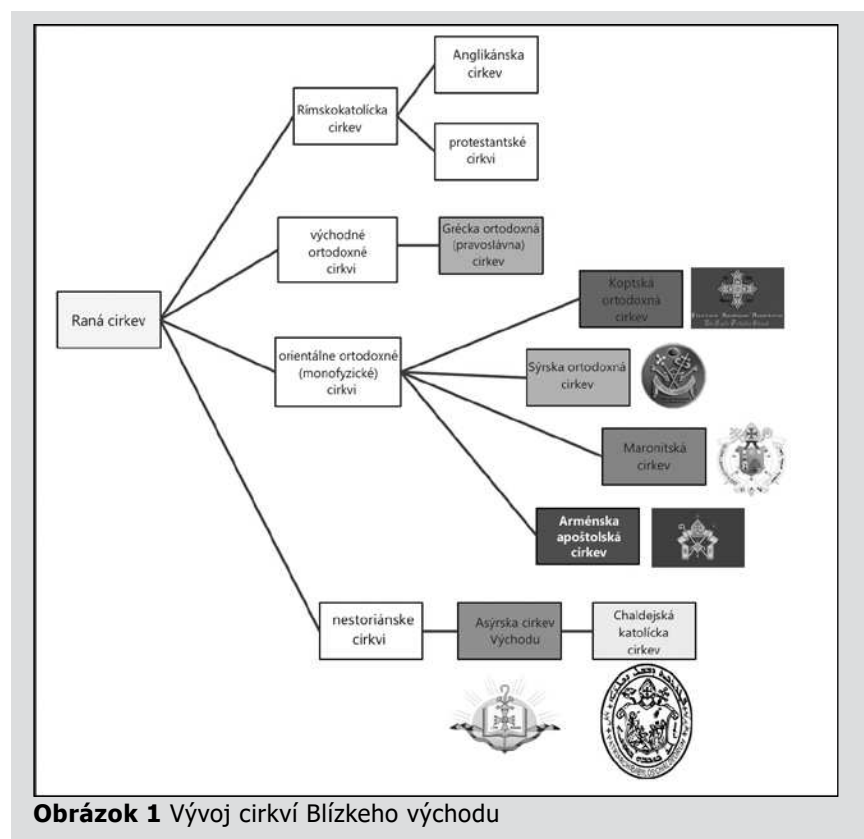 Anglikánska
cirkev
Rímskokatolícka
cirkev
protestantské
cirkvi
východné
ortodoxné
cirkvi
Grécka ortodoxná
(pravoslávna)
cirkev
Raná cirkev
orientálne ortodoxné
(monofyzické)
cirkvi
Koptská
ortodoxná
cirkev
Sýrska ortodoxná
cirkev
Maronitská
cirkev
Arménska
apoštolská
cirkev
nestoriánske
cirkvi
Asýrska cirkev
Východu
Chaldejská
katolícka
cirkev
Obrázok 1 Vývoj cirkví Blízkeho východu